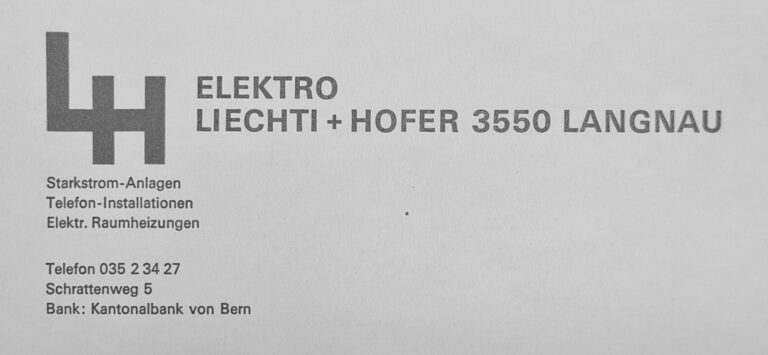 LH
ELEKTRO
LIECHTI + HOFER 3550 LANGNAU
Starkstrom-Anlagen
Telefon-Installationen
Elektr. Raumheizungen
Telefon 035 2 34 27
Schrattenweg 5
Bank: Kantonalbank von Bern